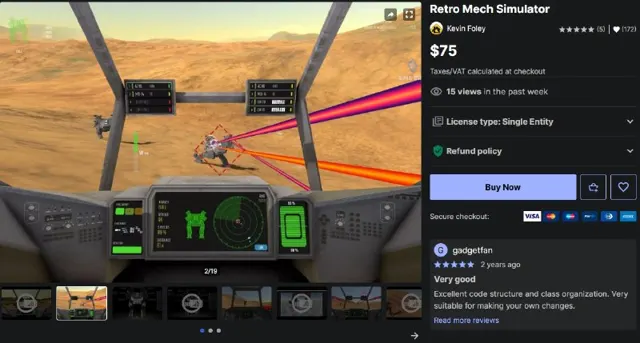 Retro Mech Simulator
Kevin Foley
(5) | (172)
$75
Taxes/VAT calculated at checkout
15 views in the past week
License type: Single Entity
Refund policy
Buy Now
Secure checkout:
VISA
2/19
G gadgetfan
2 years ago
Very good
Excellent code structure and class organization. Very
suitable for making your own changes.
Read more reviews